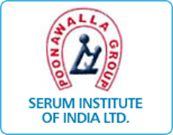 POONAWALLA GROUP
SERUM INSTITUTE
OF INDIA LTD.